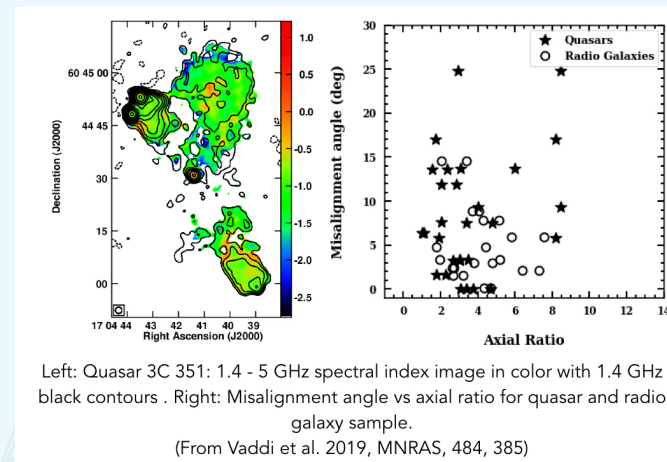 1.0
0.5
0.0
-0.5
-1.0
-1.5
-2.0
-2.5
60 45 00
44 45
30
15
00
Declination (J2000)
17 04 44 43 42 41 40 39
Right Ascension (J2000)
30
25
20
15
10
5
0
Misalignment angle (deg)
0 2 4 6 8 10 12 14
Axial Ratio
Quasars
Radio Galaxies
Left: Quasar 3C 351: 1.4 - 5 GHz spectral index image in color with 1.4 GHz
black contours . Right: Misalignment angle vs axial ratio for quasar and radio
galaxy sample.
(From Vaddi et al. 2019, MNRAS, 484, 385)